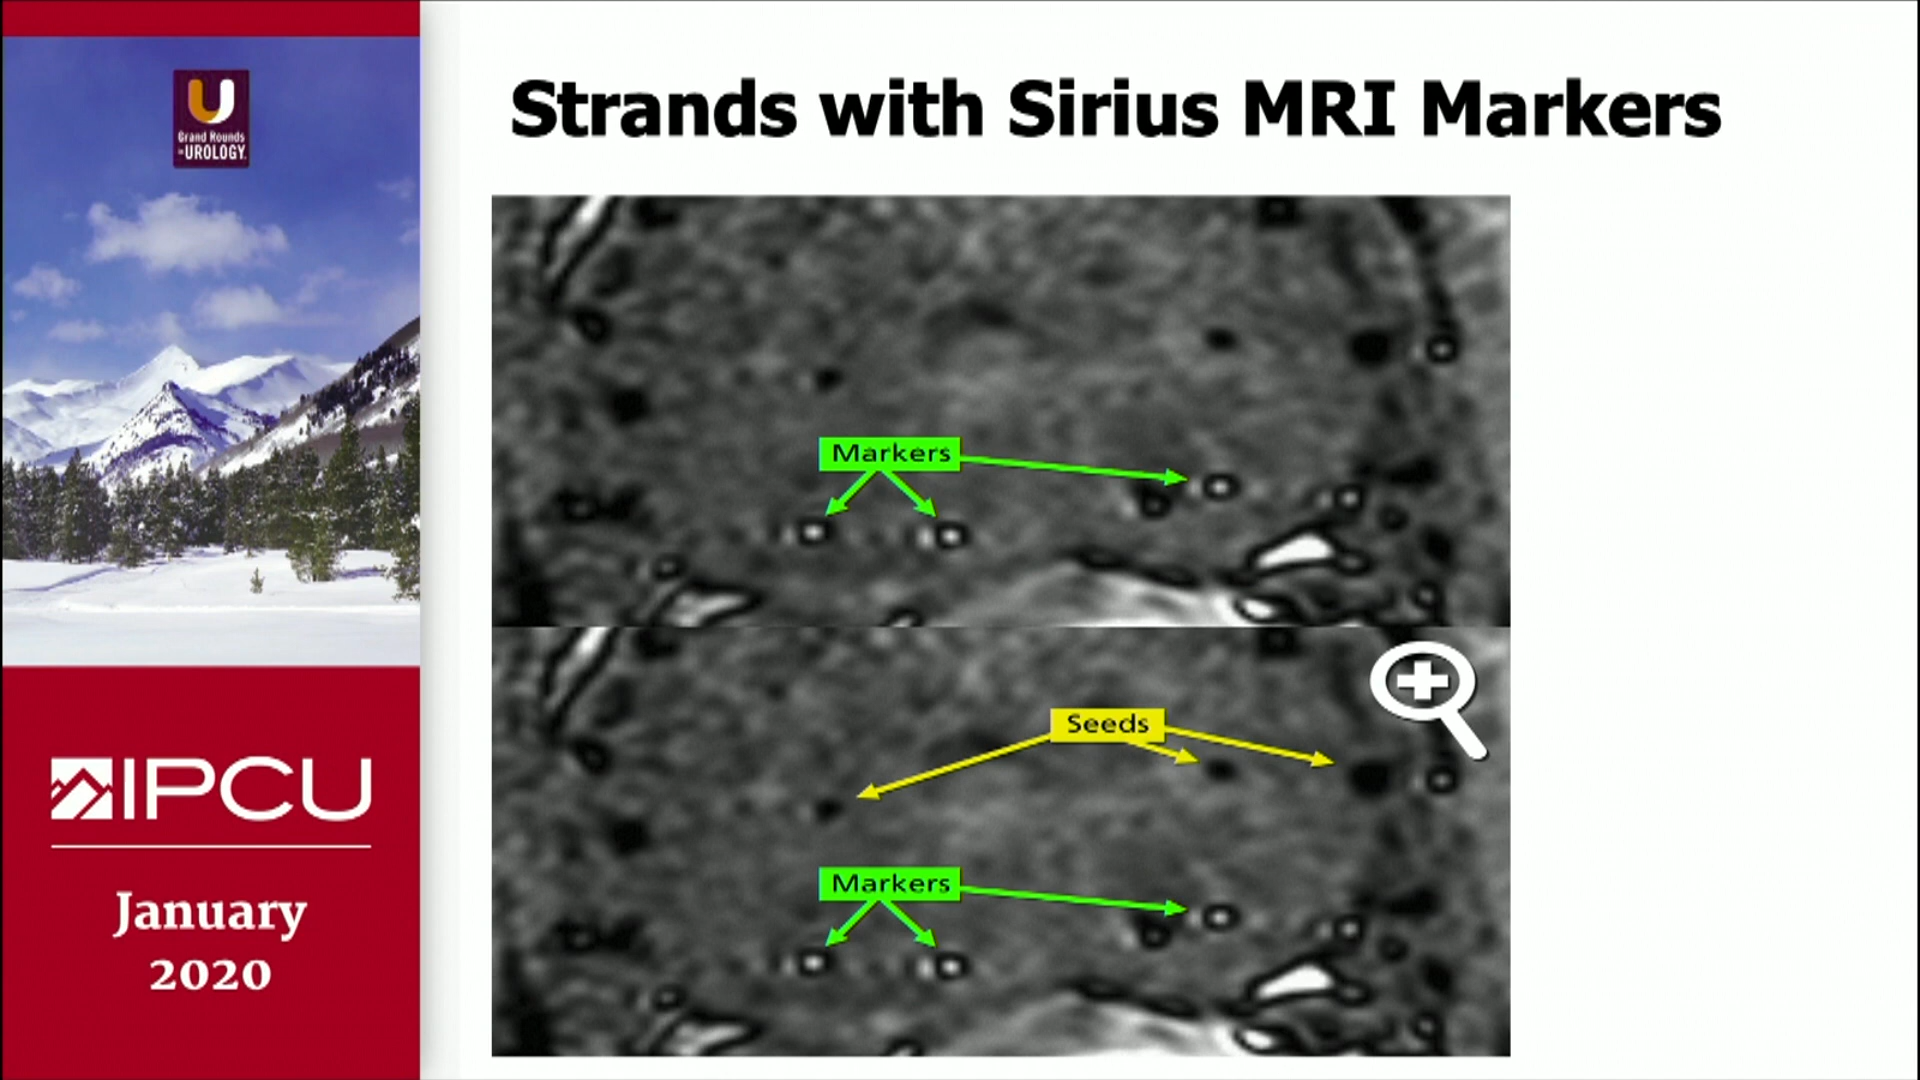 Grand Rounds
in UROLOGY
IPCU
January
2020
Strands with Sirius MRI Markers
Markers
Seeds
Markers